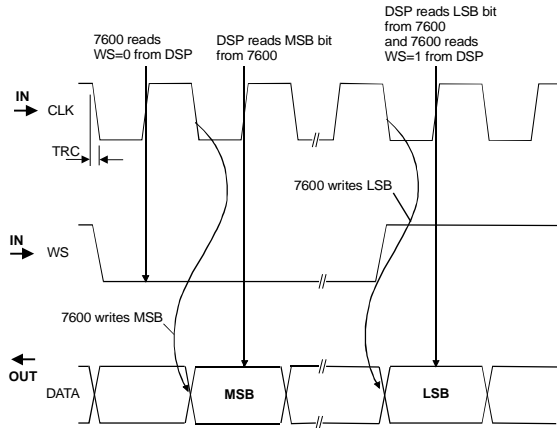 7600 reads
WS=0 from DSP
DSP reads MSB bit
from 7600
DSP reads LSB bit
from 7600
and 7600 reads
WS=1 from DSP
IN
CLK
TRC
7600 writes LSB
IN
WS
7600 writes MSB
OUT
DATA
MSB
LSB